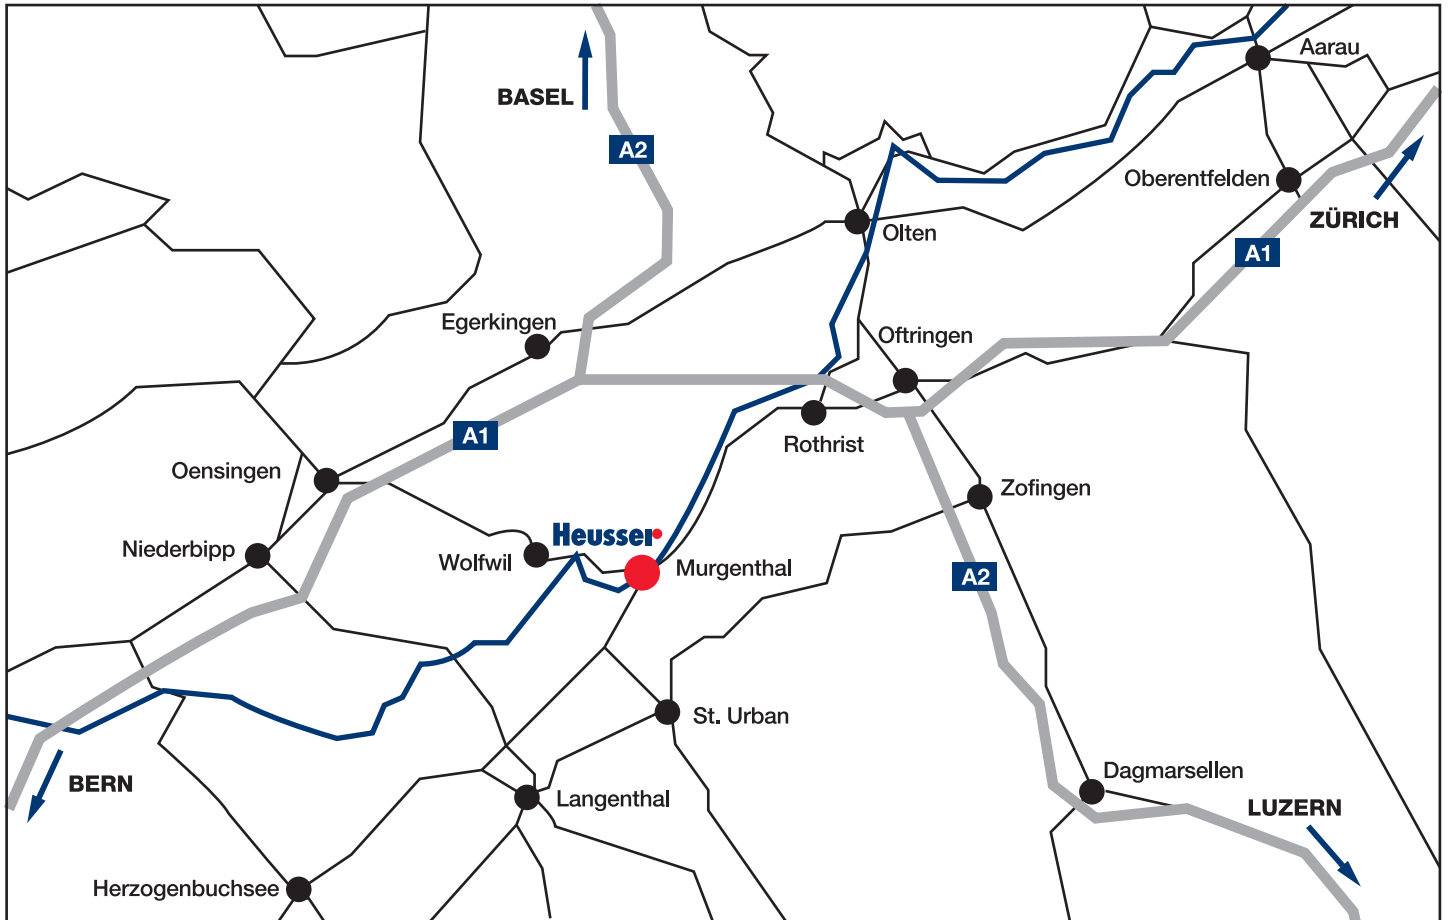 Aarau
BASEL
A2
Oberentfelden
ZÜRICH
Olten
A1
Egerkingen
Oftringen
A1
Rothrist
Oensingen
Zofingen
Heusser
Niederbipp
Wolfwil
Murgenthal
A2
St. Urban
Dagmarsellen
BERN
Langenthal
LUZERN
Herzogenbuchsee